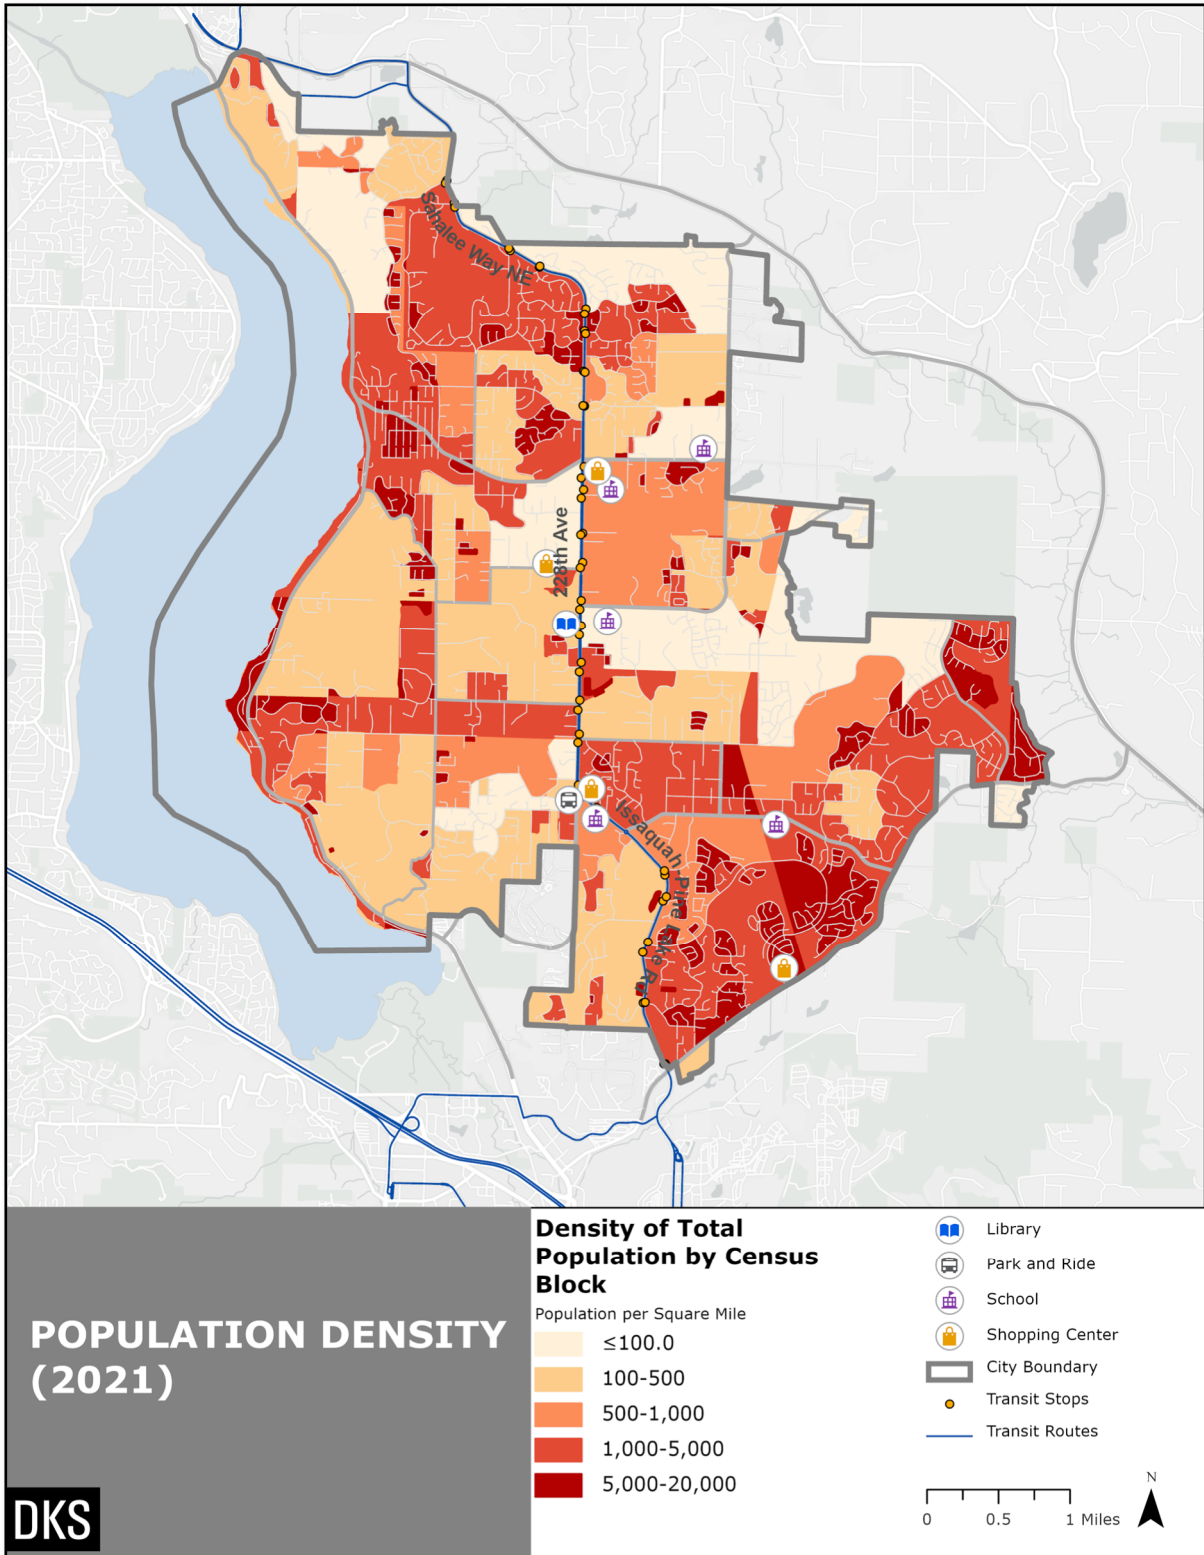 Sahalee Way NE
228th Ave
Issaquah-Pine Lake Rd
POPULATION DENSITY
(2021)
DKS
Density of Total
Population by Census
Block
Population per Square Mile
≤100.0
100-500
500-1,000
1,000-5,000
5,000-20,000
Library
Park and Ride
School
Shopping Center
City Boundary
Transit Stops
Transit Routes
N
0 0.5 1 Miles